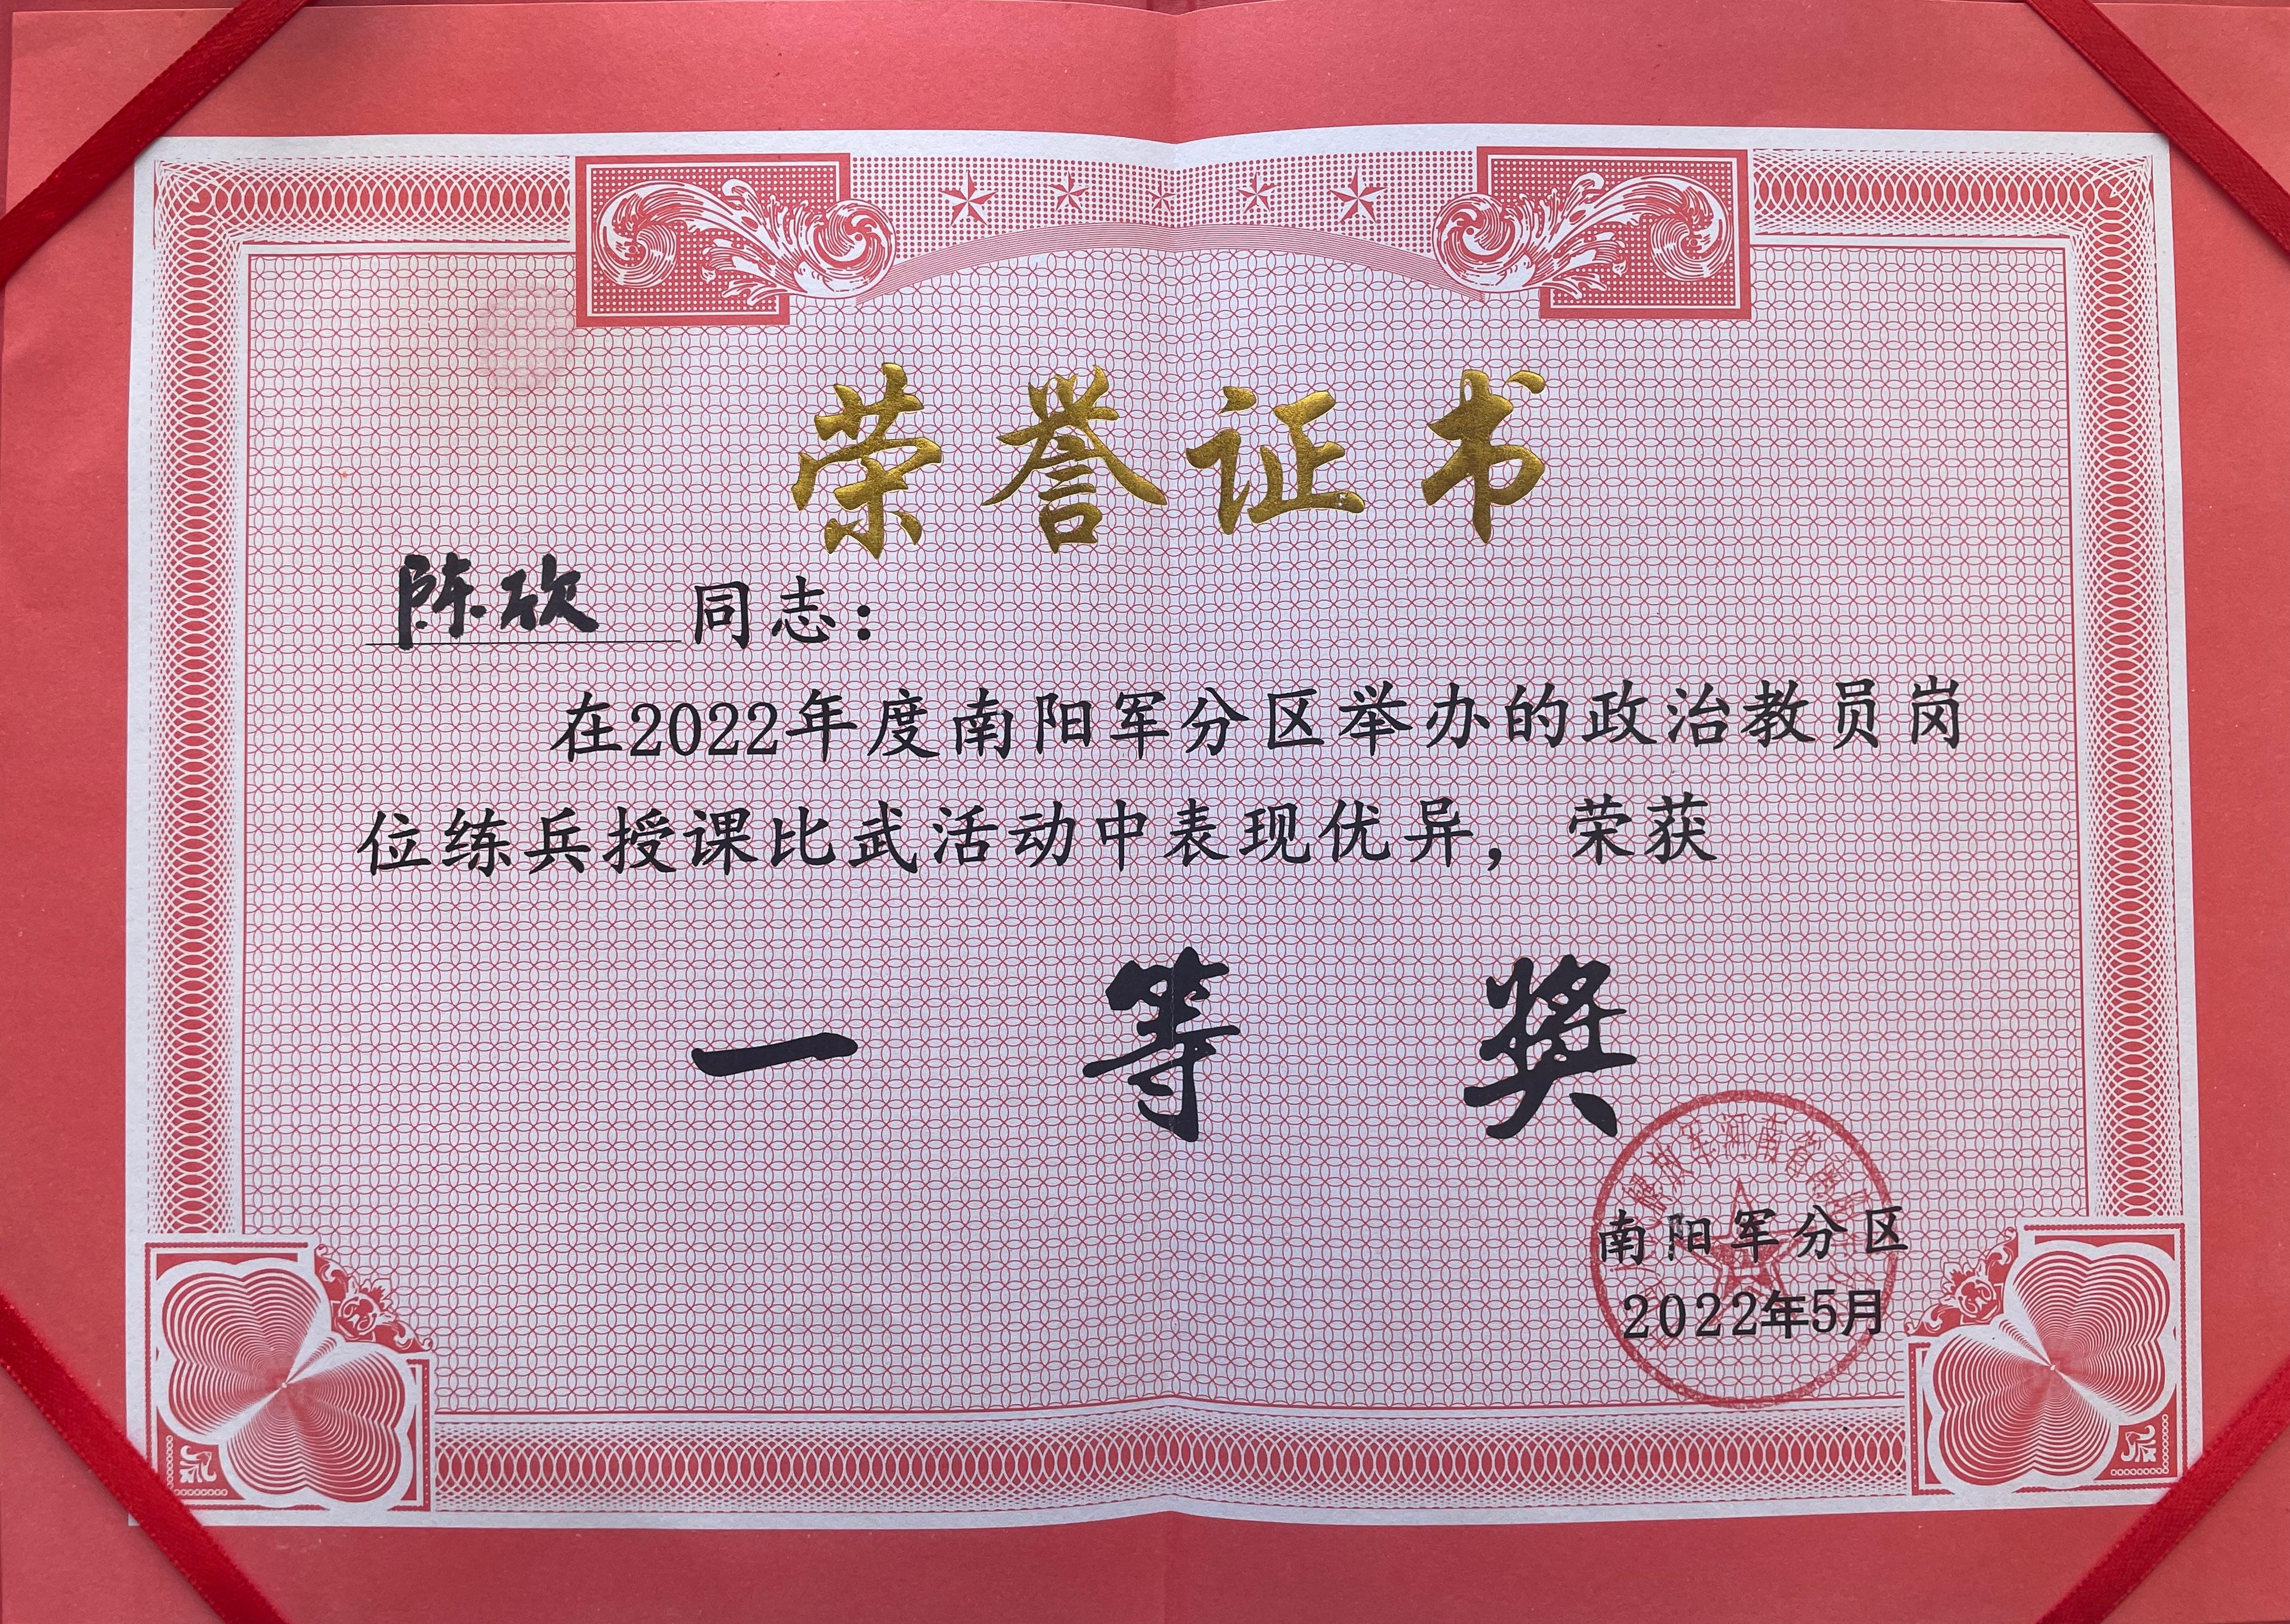 荣誉证书
陈欣 同志：
在2022年度南阳军分区举办的政治教员岗
位练兵授课比武活动中表现优异，荣获
一等奖
南阳军分区
2022年5月